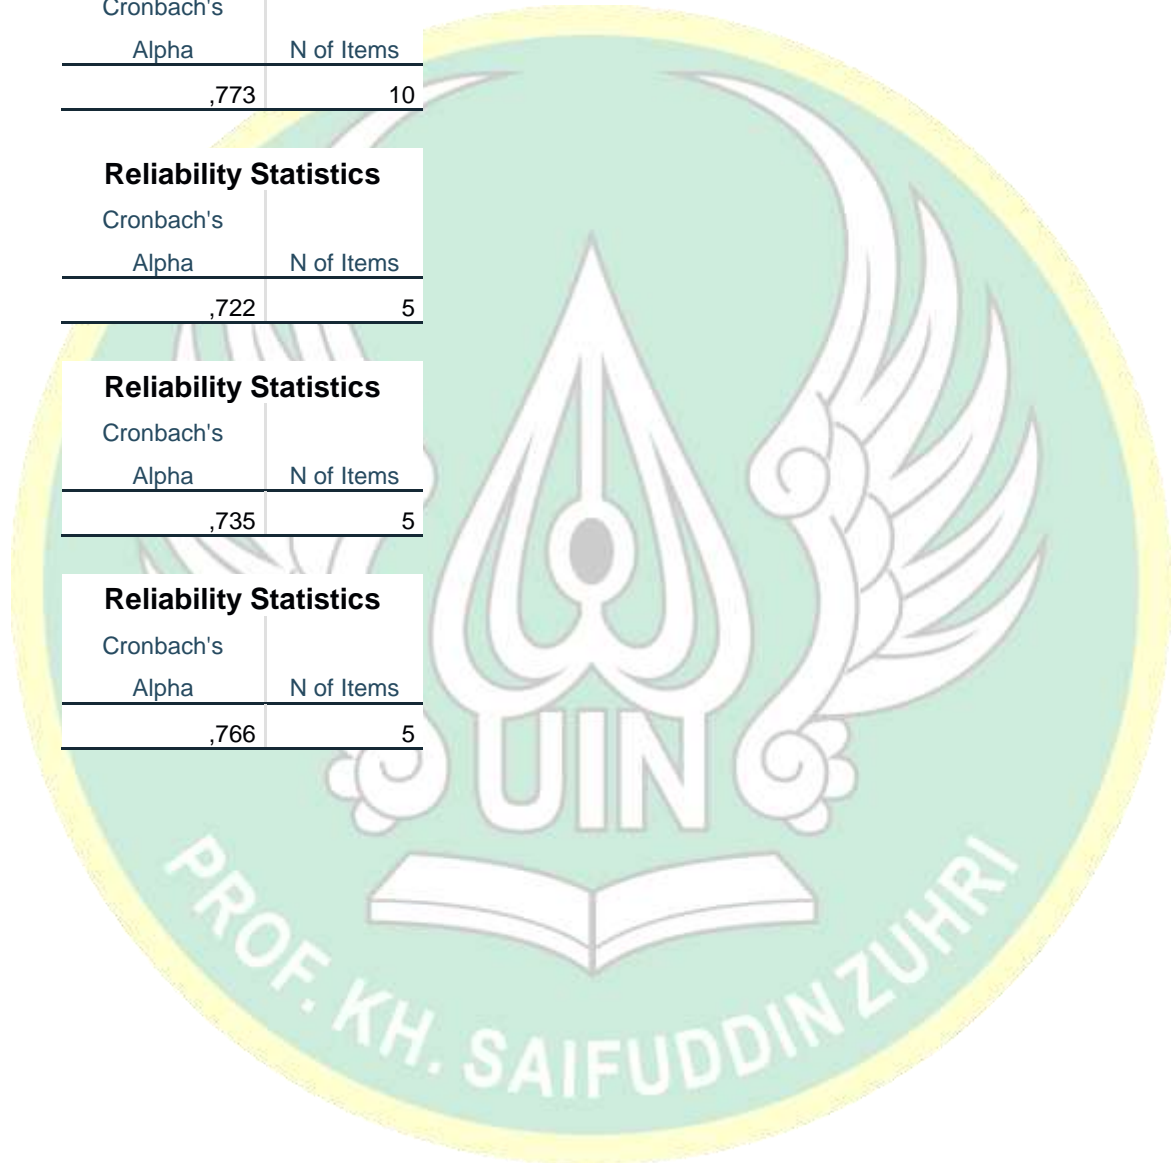 Cronbach's
Alpha N of Items
,773 10
Reliability Statistics
Cronbach's
Alpha N of Items
,722 5
Reliability Statistics
Cronbach's
Alpha N of Items
,735 5
Reliability Statistics
Cronbach's
Alpha N of Items
,766 5
UIN
PROF. KH. SAIFUDDIN ZUHRI